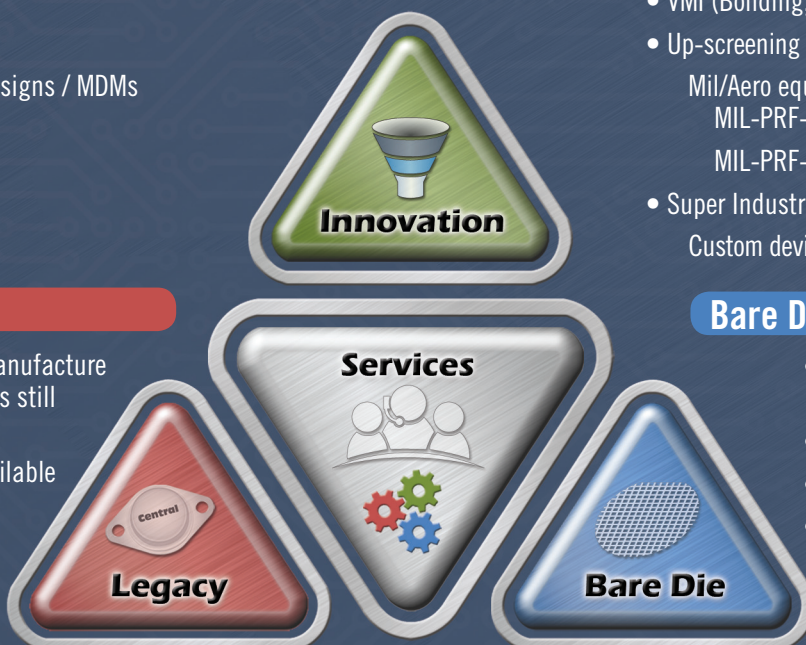 signs / MDMs
anufacture
s still
ilable
Innovation
Services
Central
Legacy
Bare Die
• VMI (Bonding,
• Up-screening
Mil/Aero equ
MIL-PRF-
MIL-PRF-
• Super Industr
Custom devi
Bare D